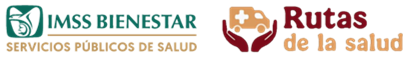 IMSS BIENESTAR
SERVICIOS PÚBLICOS DE SALUD
Rutas
de la salud